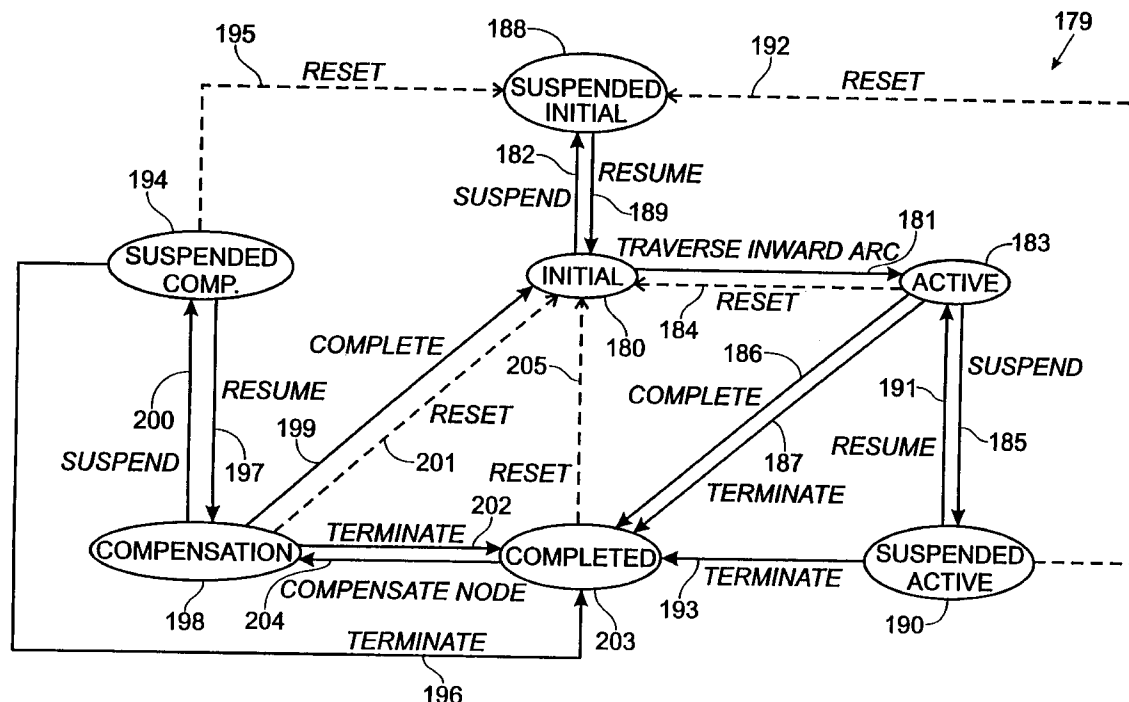 195
188
192
179
RESET
RESET
SUSPENDED
INITIAL
182
RESUME
SUSPEND
189
194
181
183
TRAVERSE INWARD ARC
SUSPENDED
COMP.
INITIAL
ACTIVE
RESET
184
180
COMPLETE
186
205
SUSPEND
191
RESUME
COMPLETE
200
199
RESET
187
185
197
201
RESUME
SUSPEND
RESET
TERMINATE
202
TERMINATE
COMPENSATION
COMPLETED
SUSPENDED
ACTIVE
TERMINATE
204
COMPENSATE NODE
193
198
203
190
TERMINATE
196